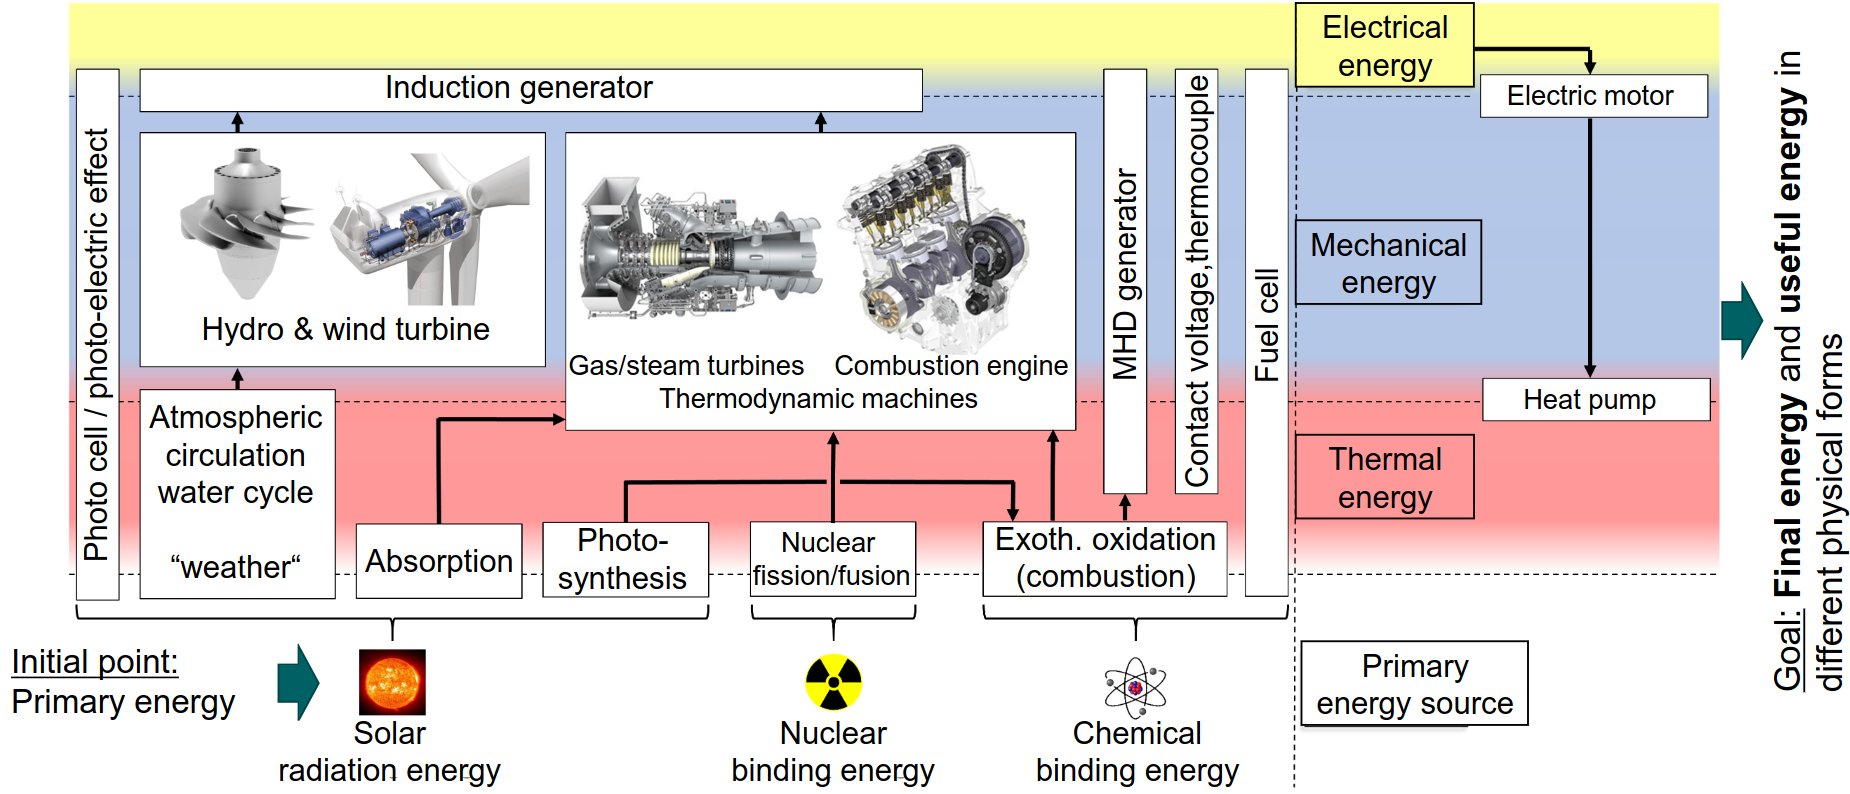 Electrical
energy
Induction generator
Electric motor
Photo cell / photo-electric effect
Hydro & wind turbine
Gas/steam turbines
Combustion engine
Thermodynamic machines
MHD generator
Contact voltage,thermocouple
Fuel cell
Mechanical
energy
Heat pump
Atmospheric
circulation
water cycle
“weather“
Absorption
Photo-
synthesis
Nuclear
fission/fusion
Exoth. oxidation
(combustion)
Thermal
energy
Goal: Final energy and useful energy in
different physical forms
Initial point:
Primary energy
Solar
radiation energy
Nuclear
binding energy
Chemical
binding energy
Primary
energy source